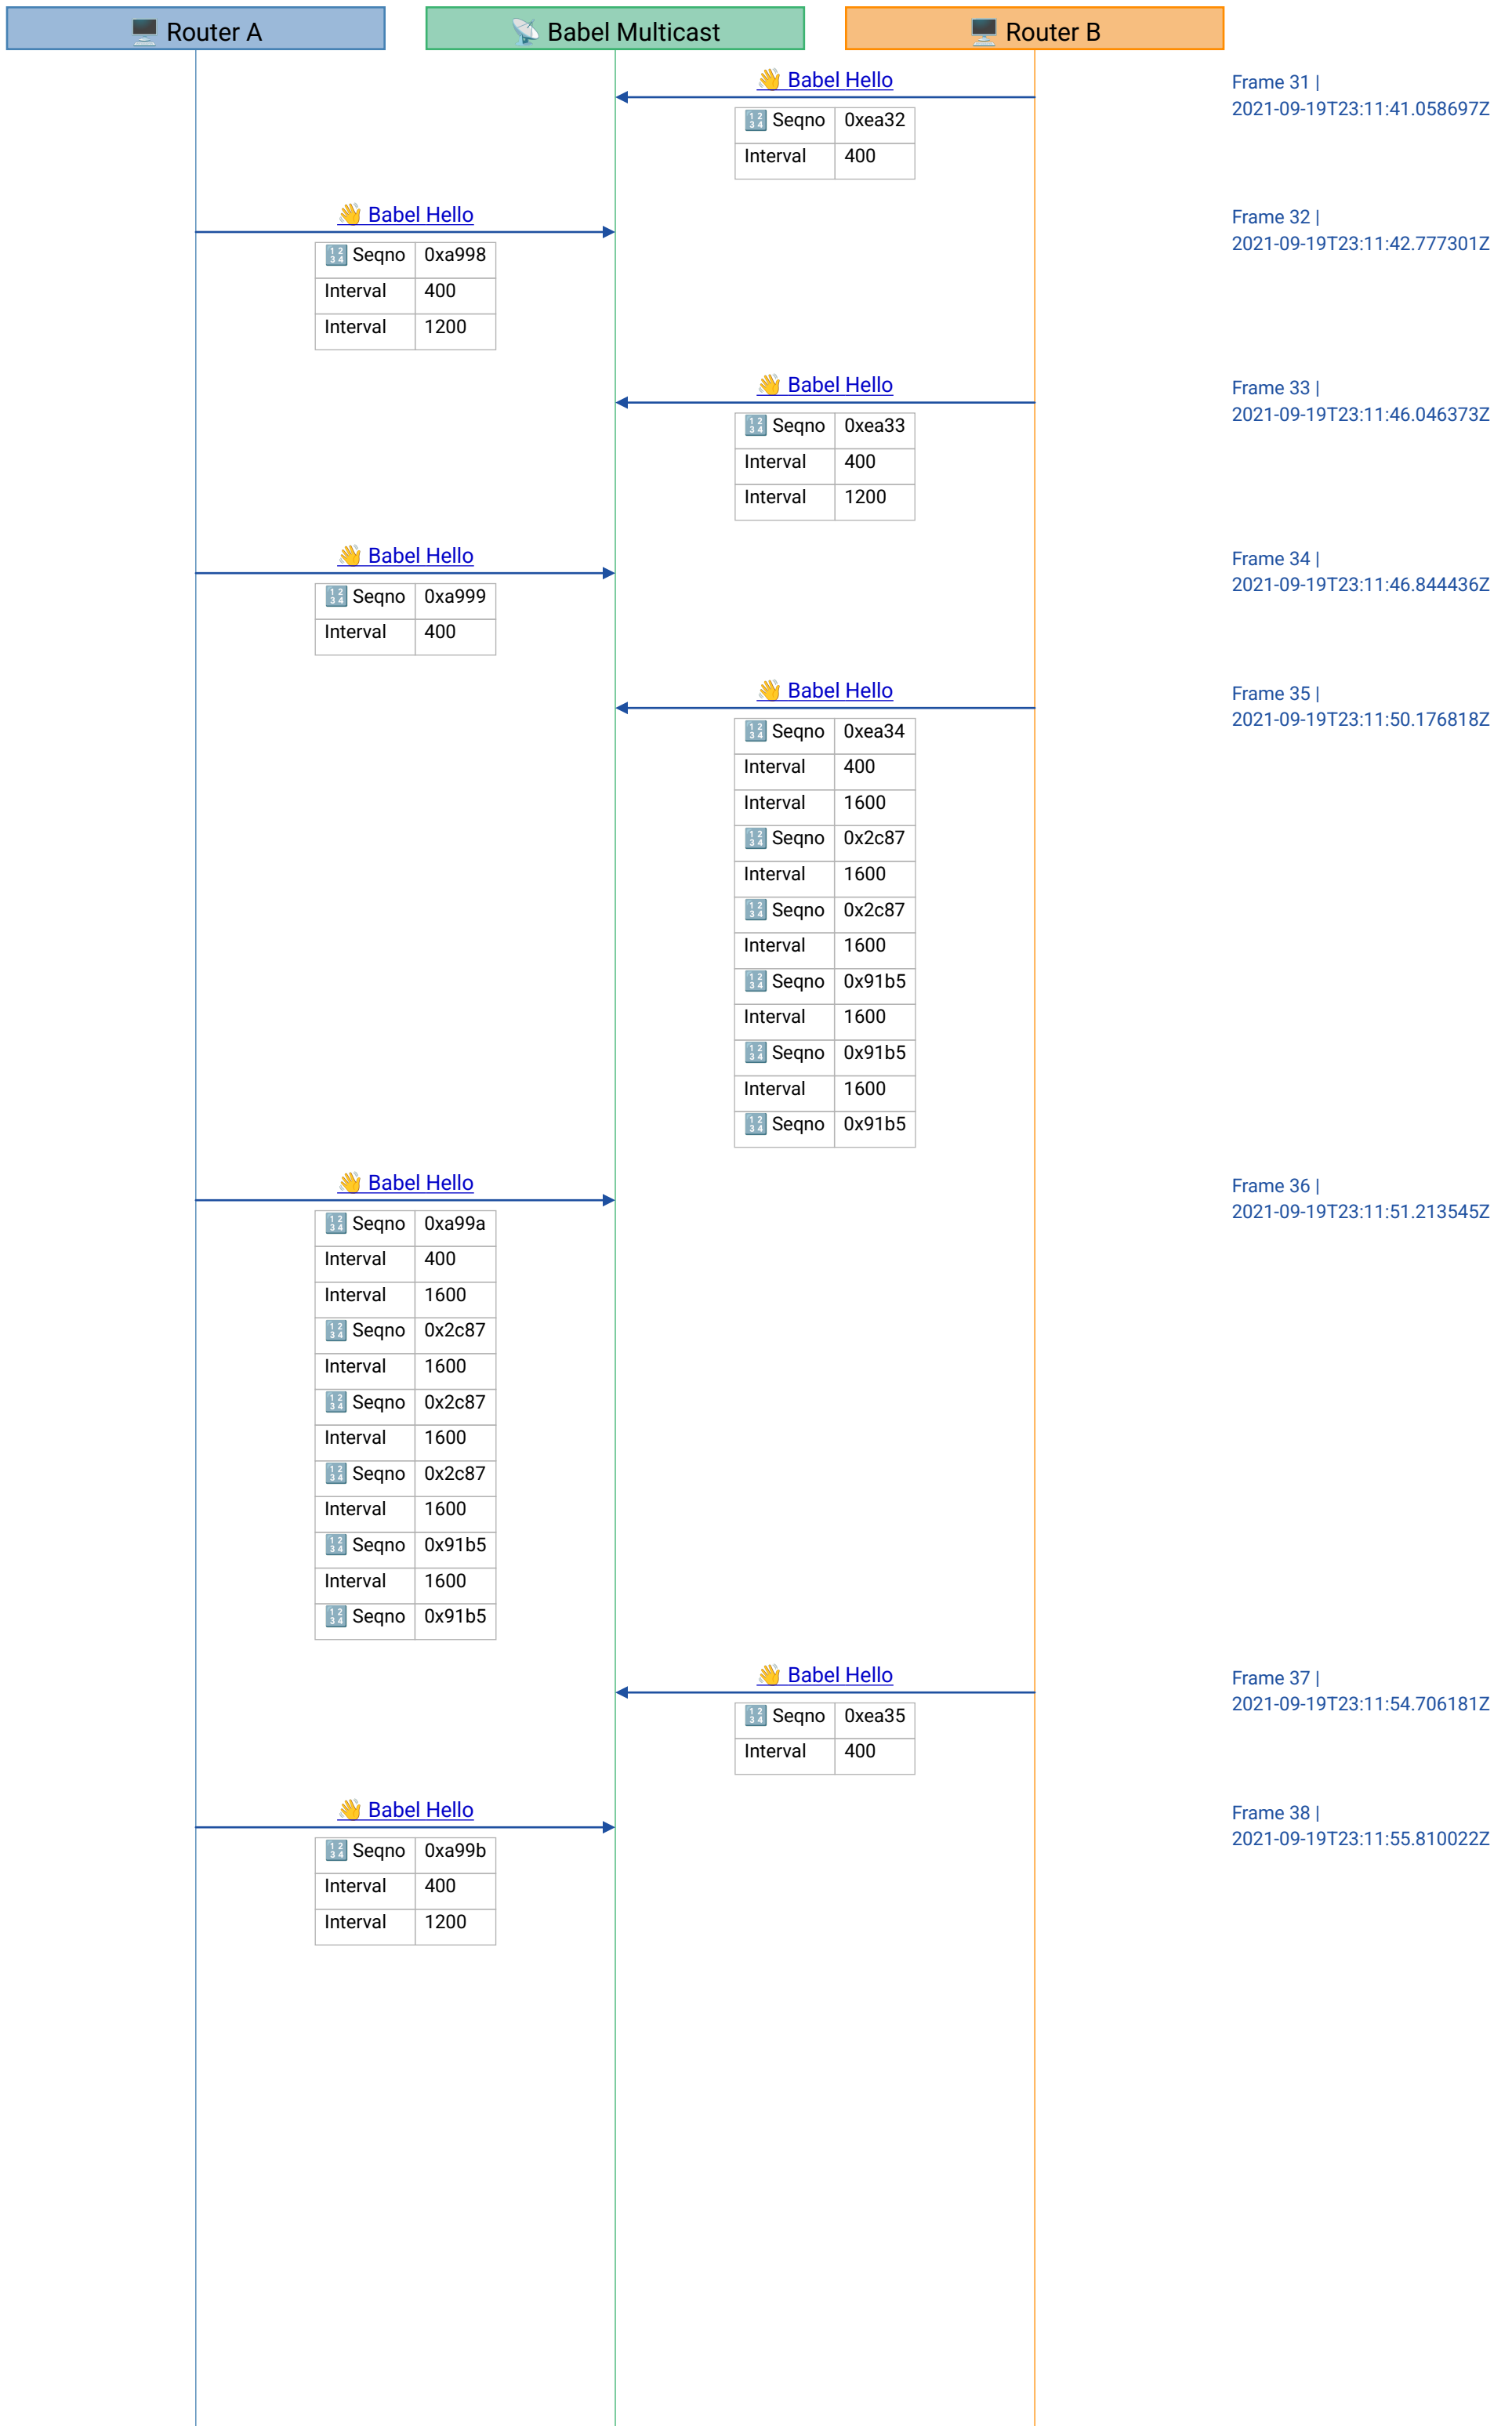 🖥️ Router A
📡 Babel Multicast
🖥️ Router B
👋 Babel Hello
Frame 31 |
2021-09-19T23:11:41.058697Z
🔢 Seqno 0xea32
Interval 400
👋 Babel Hello
Frame 32 |
2021-09-19T23:11:42.777301Z
🔢 Seqno 0xa998
Interval 400
Interval 1200
👋 Babel Hello
Frame 33 |
2021-09-19T23:11:46.046373Z
🔢 Seqno 0xea33
Interval 400
Interval 1200
👋 Babel Hello
Frame 34 |
2021-09-19T23:11:46.844436Z
🔢 Seqno 0xa999
Interval 400
👋 Babel Hello
Frame 35 |
2021-09-19T23:11:50.176818Z
🔢 Seqno 0xea34
Interval 400
Interval 1600
🔢 Seqno 0x2c87
Interval 1600
🔢 Seqno 0x2c87
Interval 1600
🔢 Seqno 0x91b5
Interval 1600
🔢 Seqno 0x91b5
Interval 1600
🔢 Seqno 0x91b5
👋 Babel Hello
Frame 36 |
2021-09-19T23:11:51.213545Z
🔢 Seqno 0xa99a
Interval 400
Interval 1600
🔢 Seqno 0x2c87
Interval 1600
🔢 Seqno 0x2c87
Interval 1600
🔢 Seqno 0x2c87
Interval 1600
🔢 Seqno 0x91b5
Interval 1600
🔢 Seqno 0x91b5
👋 Babel Hello
Frame 37 |
2021-09-19T23:11:54.706181Z
🔢 Seqno 0xea35
Interval 400
👋 Babel Hello
Frame 38 |
2021-09-19T23:11:55.810022Z
🔢 Seqno 0xa99b
Interval 400
Interval 1200